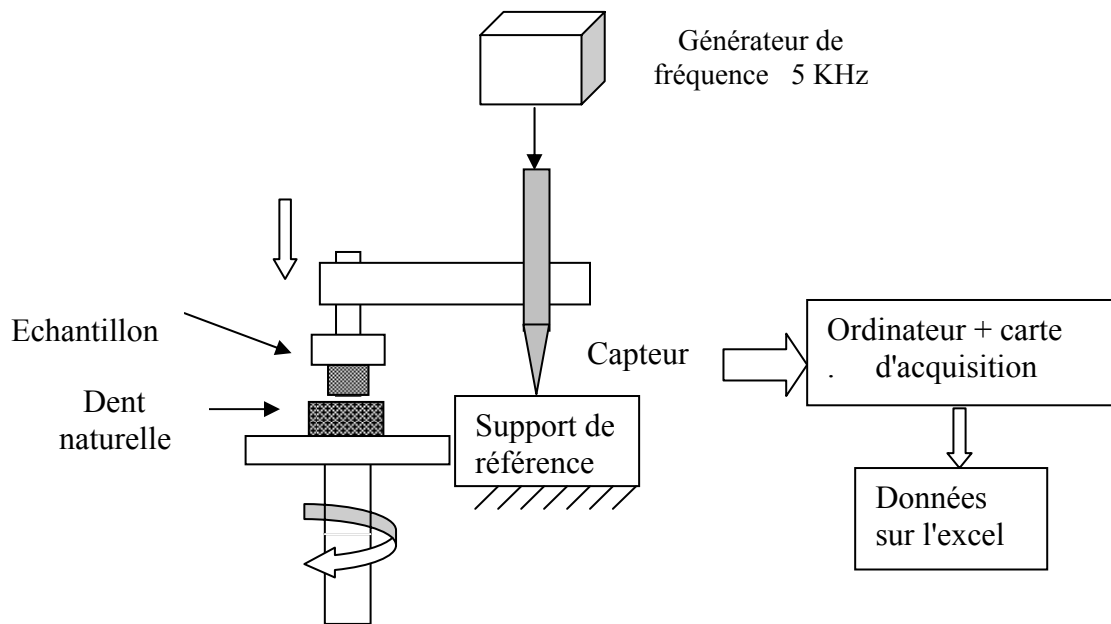 Générateur de
fréquence 5 KHz
Echantillon
Dent
naturelle
Capteur
Support de
référence
Ordinateur + carte
. d'acquisition
Données
sur l'excel